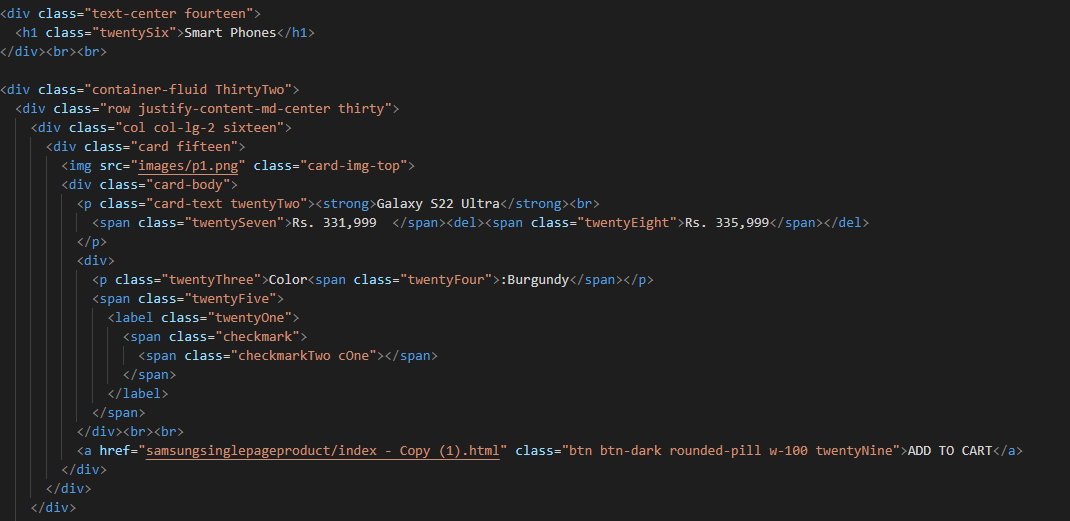 <div class="text-center fourteen">
<h1 class="twentySix">Smart Phones</h1>
</div><br><br>
<div class="container-fluid ThirtyTwo">
<div class="row justify-content-md-center thirty">
<div class="col col-lg-2 sixteen">
<div class="card fifteen">
<img src="images/p1.png" class="card-img-top">
<div class="card-body">
<p class="card-text twentyTwo"><strong>Galaxy S22 Ultra</strong><br>
<span class="twentySeven">Rs. 331,999  </span><del><span class="twentyEight">Rs. 335,999</span></del>
</p>
<div>
<p class="twentyThree">Color<span class="twentyFour">:Burgundy</span></p>
<span class="twentyFive">
<label class="twentyOne">
<span class="checkmark">
<span class="checkmarkTwo cOne"></span>
</span>
</label>
</span>
</div><br><br>
<a href="samsungsinglepageproduct/index - Copy (1).html" class="btn btn-dark rounded-pill w-100 twentyNine">ADD TO CART</a>
</div>
</div>
</div>